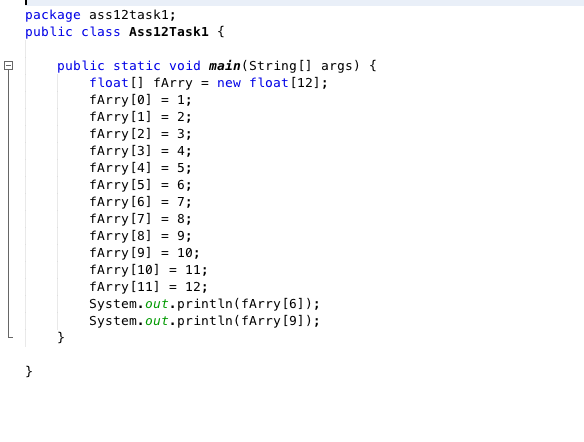 package ass12task1;
public class Ass12Task1 {
public static void main(String[] args) {
float[] fArry = new float[12];
fArry[0] = 1;
fArry[1] = 2;
fArry[2] = 3;
fArry[3] = 4;
fArry[4] = 5;
fArry[5] = 6;
fArry[6] = 7;
fArry[7] = 8;
fArry[8] = 9;
fArry[9] = 10;
fArry[10] = 11;
fArry[11] = 12;
System.out.println(fArry[6]);
System.out.println(fArry[9]);
}
}